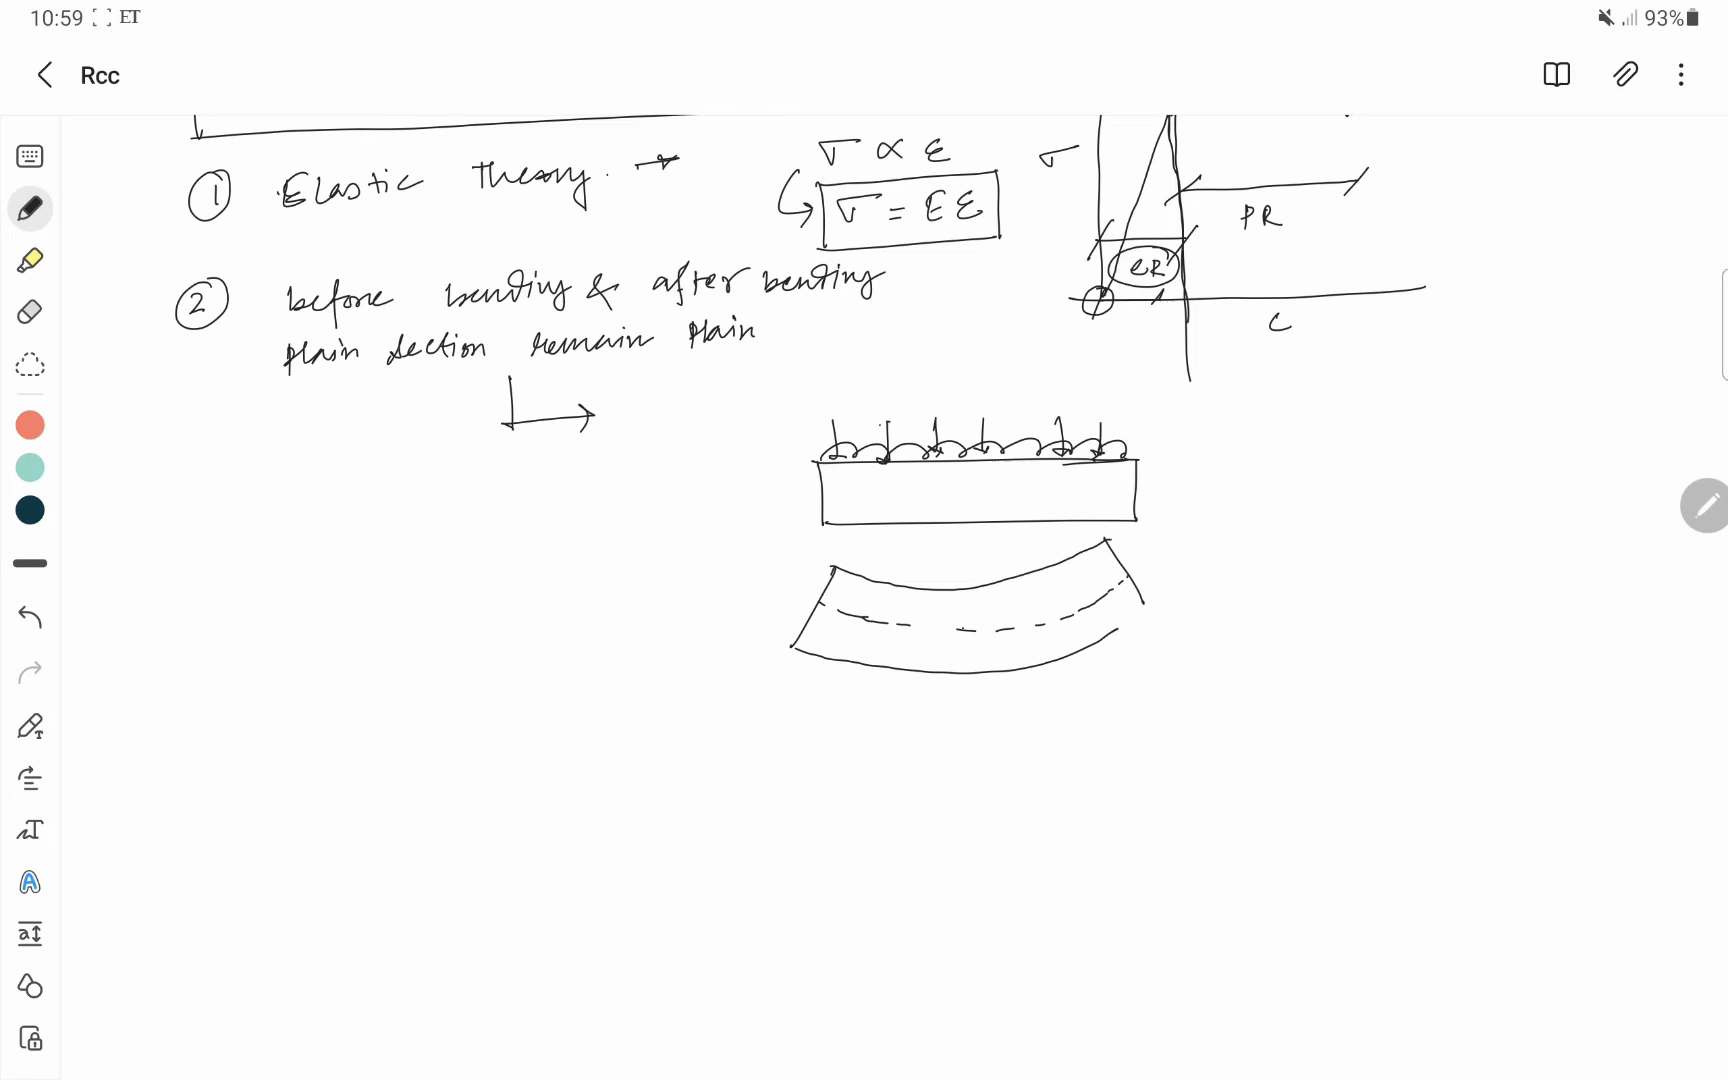 10:59 ET 93%
Rcc
① Elastic theory. →
σ ∝ ε
σ = E ε
② before bending & after bending
plain section remain plain
σ
PR
ER
ε